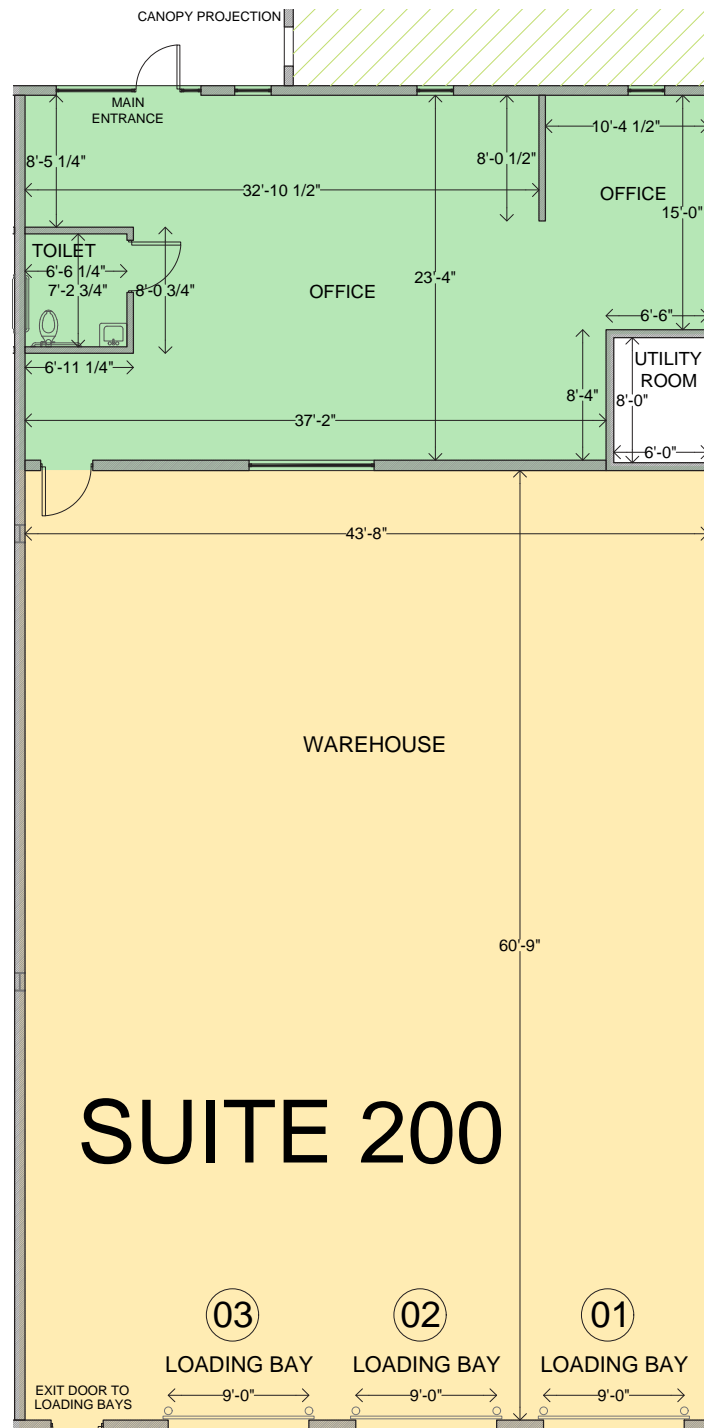 CANOPY PROJECTION
MAIN
ENTRANCE
10'-4 1/2"
8'-5 1/4"
8'-0 1/2"
32'-10 1/2"
OFFICE
15'-0"
TOILET
6'-6 1/4"
7'-2 3/4"
8'-0 3/4"
OFFICE
23'-4"
6'-6"
6'-11 1/4"
UTILITY
ROOM
8'-4"
8'-0"
37'-2"
6'-0"
43'-8"
WAREHOUSE
60'-9"
SUITE 200
03
02
01
LOADING BAY
LOADING BAY
LOADING BAY
EXIT DOOR TO
LOADING BAYS
9'-0"
9'-0"
9'-0"